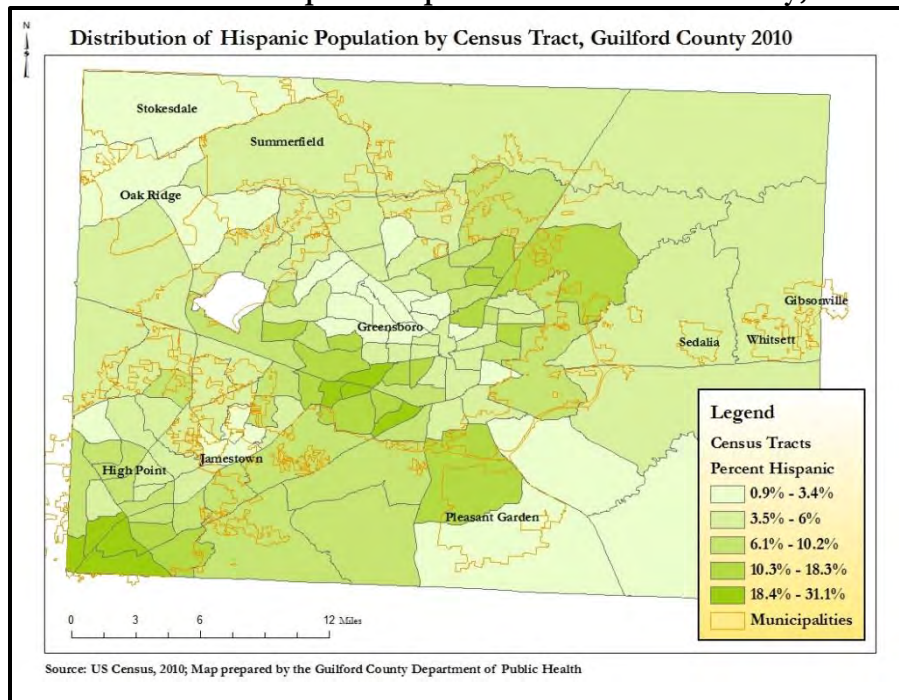 N
Distribution of Hispanic Population by Census Tract, Guilford County 2010
Stokesdale
Summerfield
Oak Ridge
Gibsonville
Greensboro
Sedalia
Whitsett
High Point
Jamestown
Pleasant Garden
Legend
Census Tracts
Percent Hispanic
0.9% - 3.4%
3.5% - 6%
6.1% - 10.2%
10.3% - 18.3%
18.4% - 31.1%
Municipalities
0 3 6 12 Miles
Source: US Census, 2010; Map prepared by the Guilford County Department of Public Health